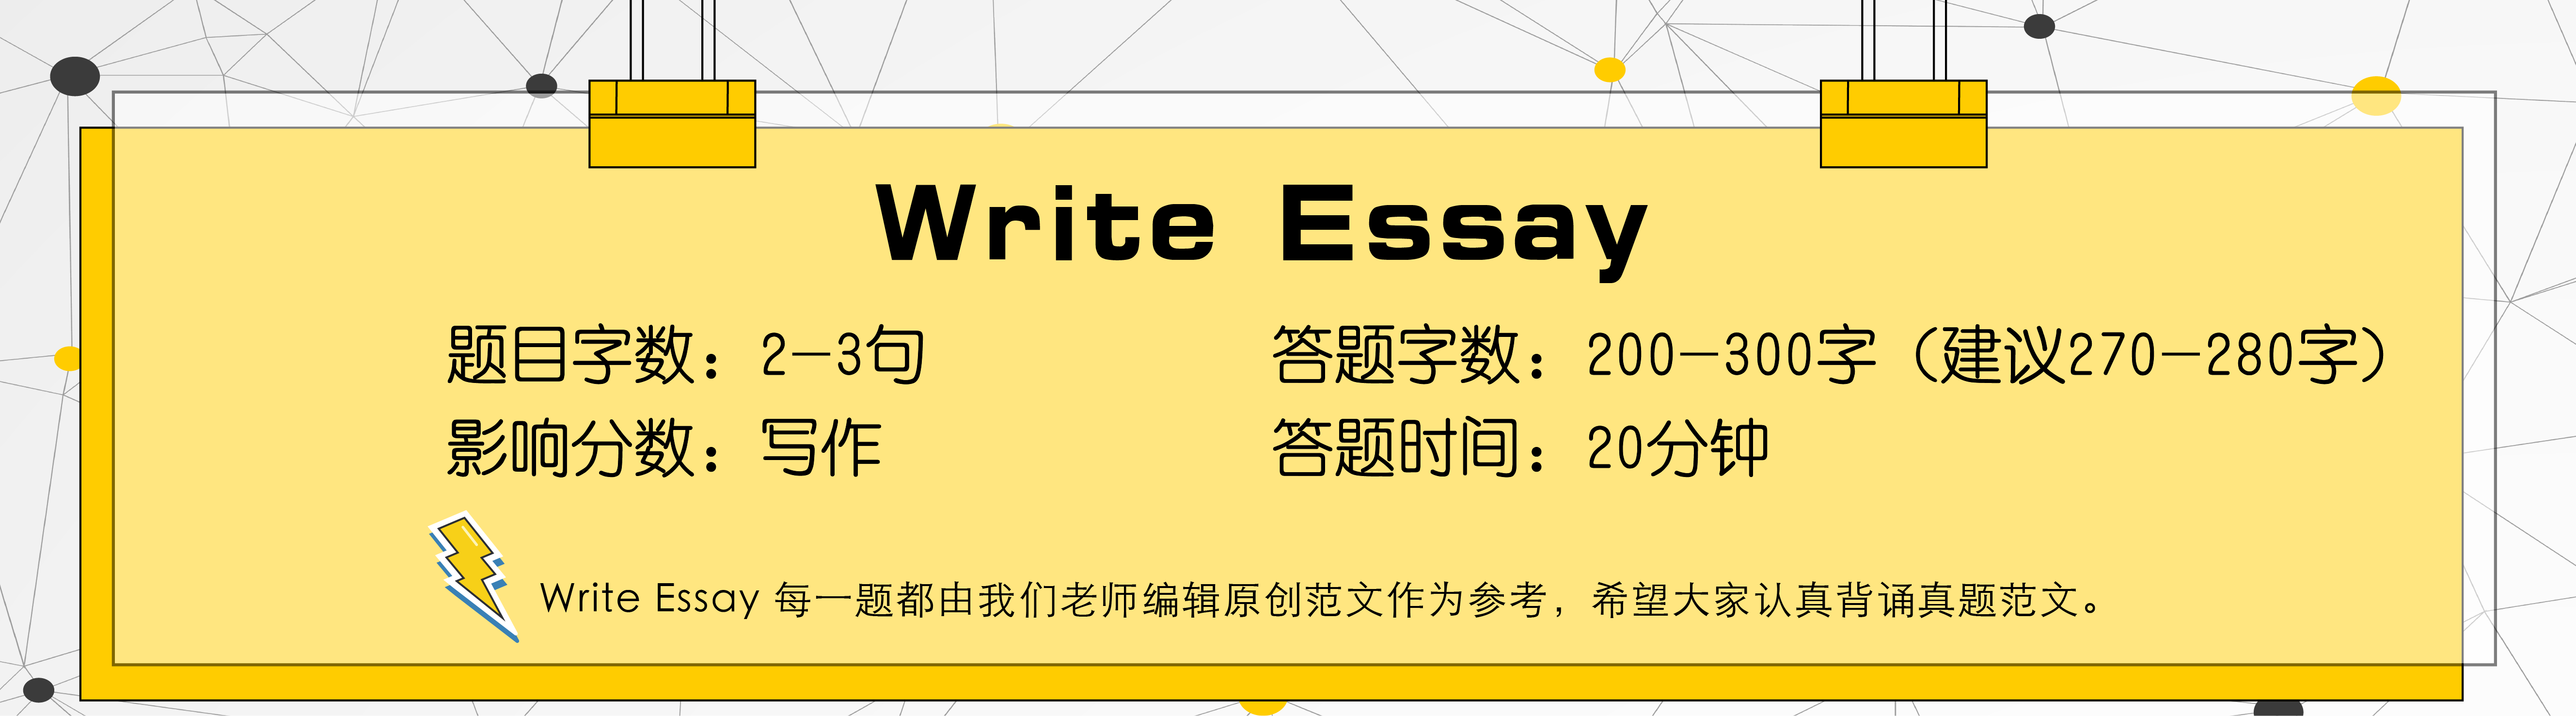 Write Essay
题目字数：2-3句
答题字数：200-300字（建议270-280字）
影响分数：写作
答题时间：20分钟
Write Essay 每一题都由我们老师编辑原创范文作为参考，希望大家认真背诵真题范文。